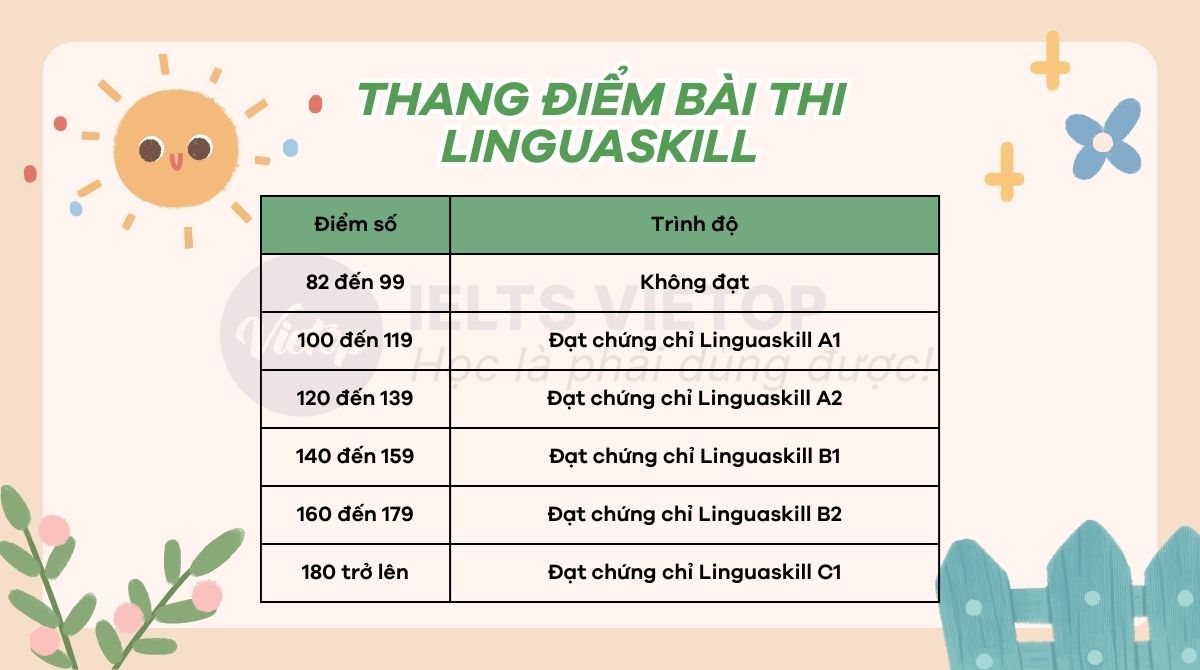 THANG ĐIỂM BÀI THI
LINGUASKILL
Điểm số Trình độ
82 đến 99 Không đạt
100 đến 119 Đạt chứng chỉ Linguaskill A1
120 đến 139 Đạt chứng chỉ Linguaskill A2
140 đến 159 Đạt chứng chỉ Linguaskill B1
160 đến 179 Đạt chứng chỉ Linguaskill B2
180 trở lên Đạt chứng chỉ Linguaskill C1
Vietop
IELTS VIETOP
Học là phải dùng được!